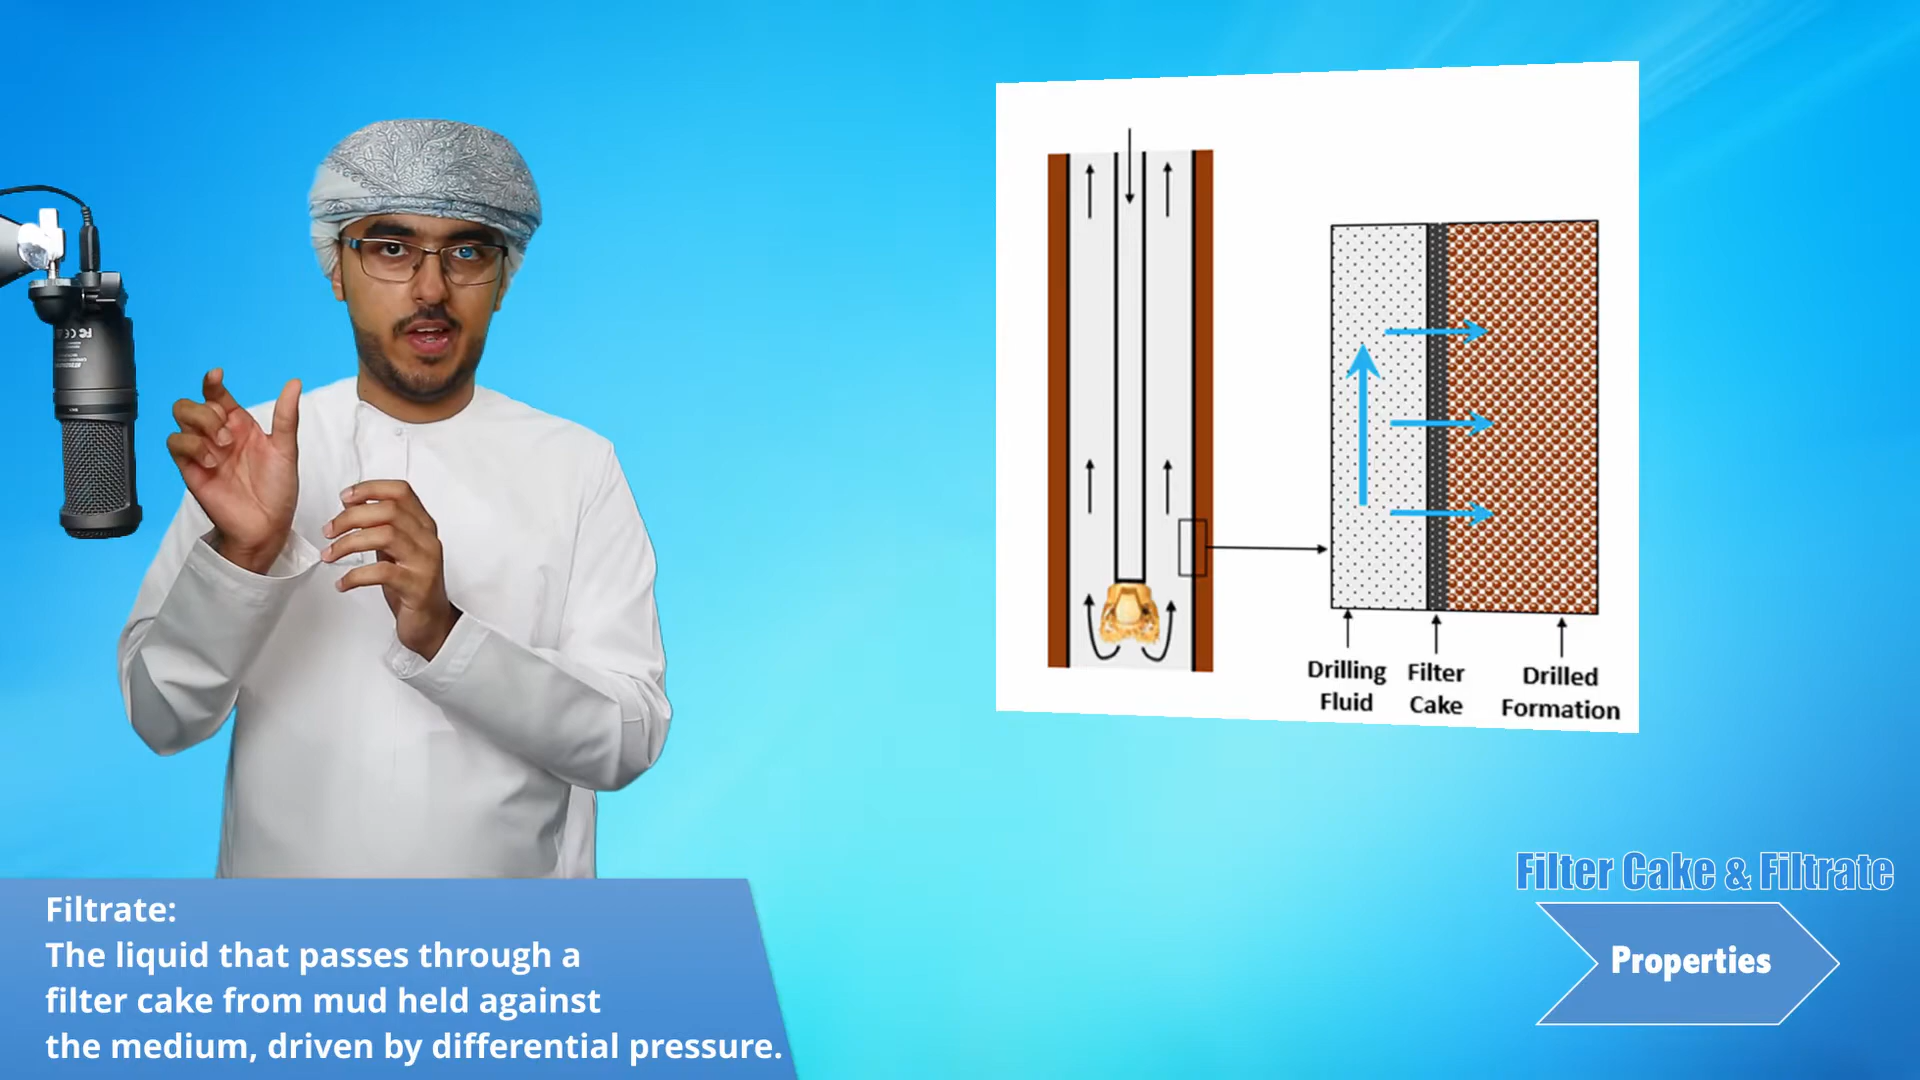 Drilling
Fluid
Filter
Cake
Drilled
Formation
Filter Cake & Filtrate
Properties
Filtrate:
The liquid that passes through a
filter cake from mud held against
the medium, driven by differential pressure.